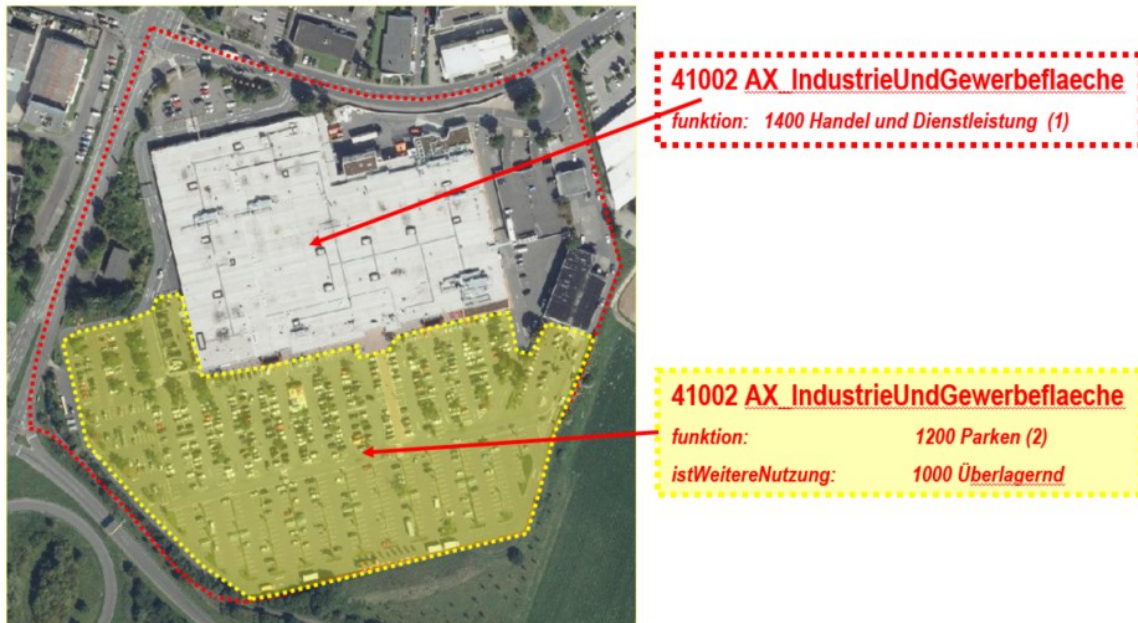 41002 AX_IndustrieUndGewerbeflaeche
funktion: 1400 Handel und Dienstleistung (1)
41002 AX_IndustrieUndGewerbeflaeche
funktion: 1200 Parken (2)
istWeitereNutzung: 1000 Überlagernd